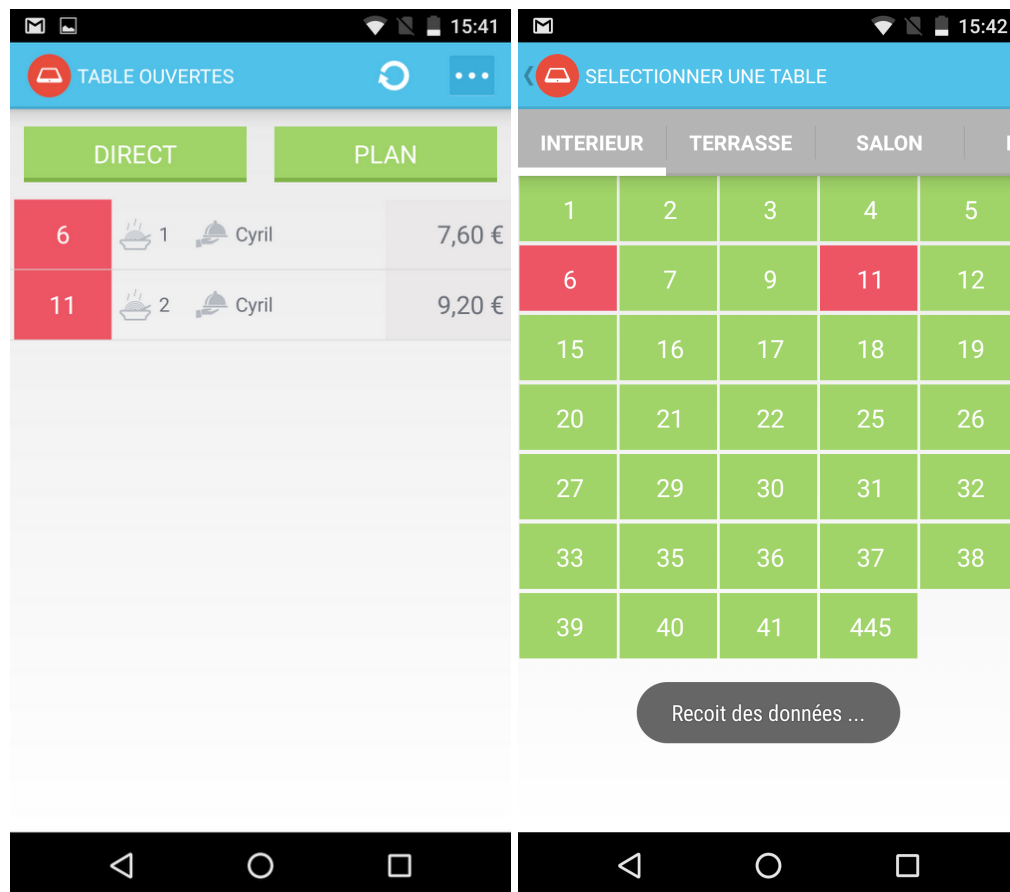 15:41
TABLE OUVERTES
DIRECT PLAN
6 1 Cyril 7,60 €
11 2 Cyril 9,20 €
15:42
SELECTIONNER UNE TABLE
INTERIEUR TERRASSE SALON
1 2 3 4 5
6 7 9 11 12
15 16 17 18 19
20 21 22 25 26
27 29 30 31 32
33 35 36 37 38
39 40 41 445
Recoit des données ...